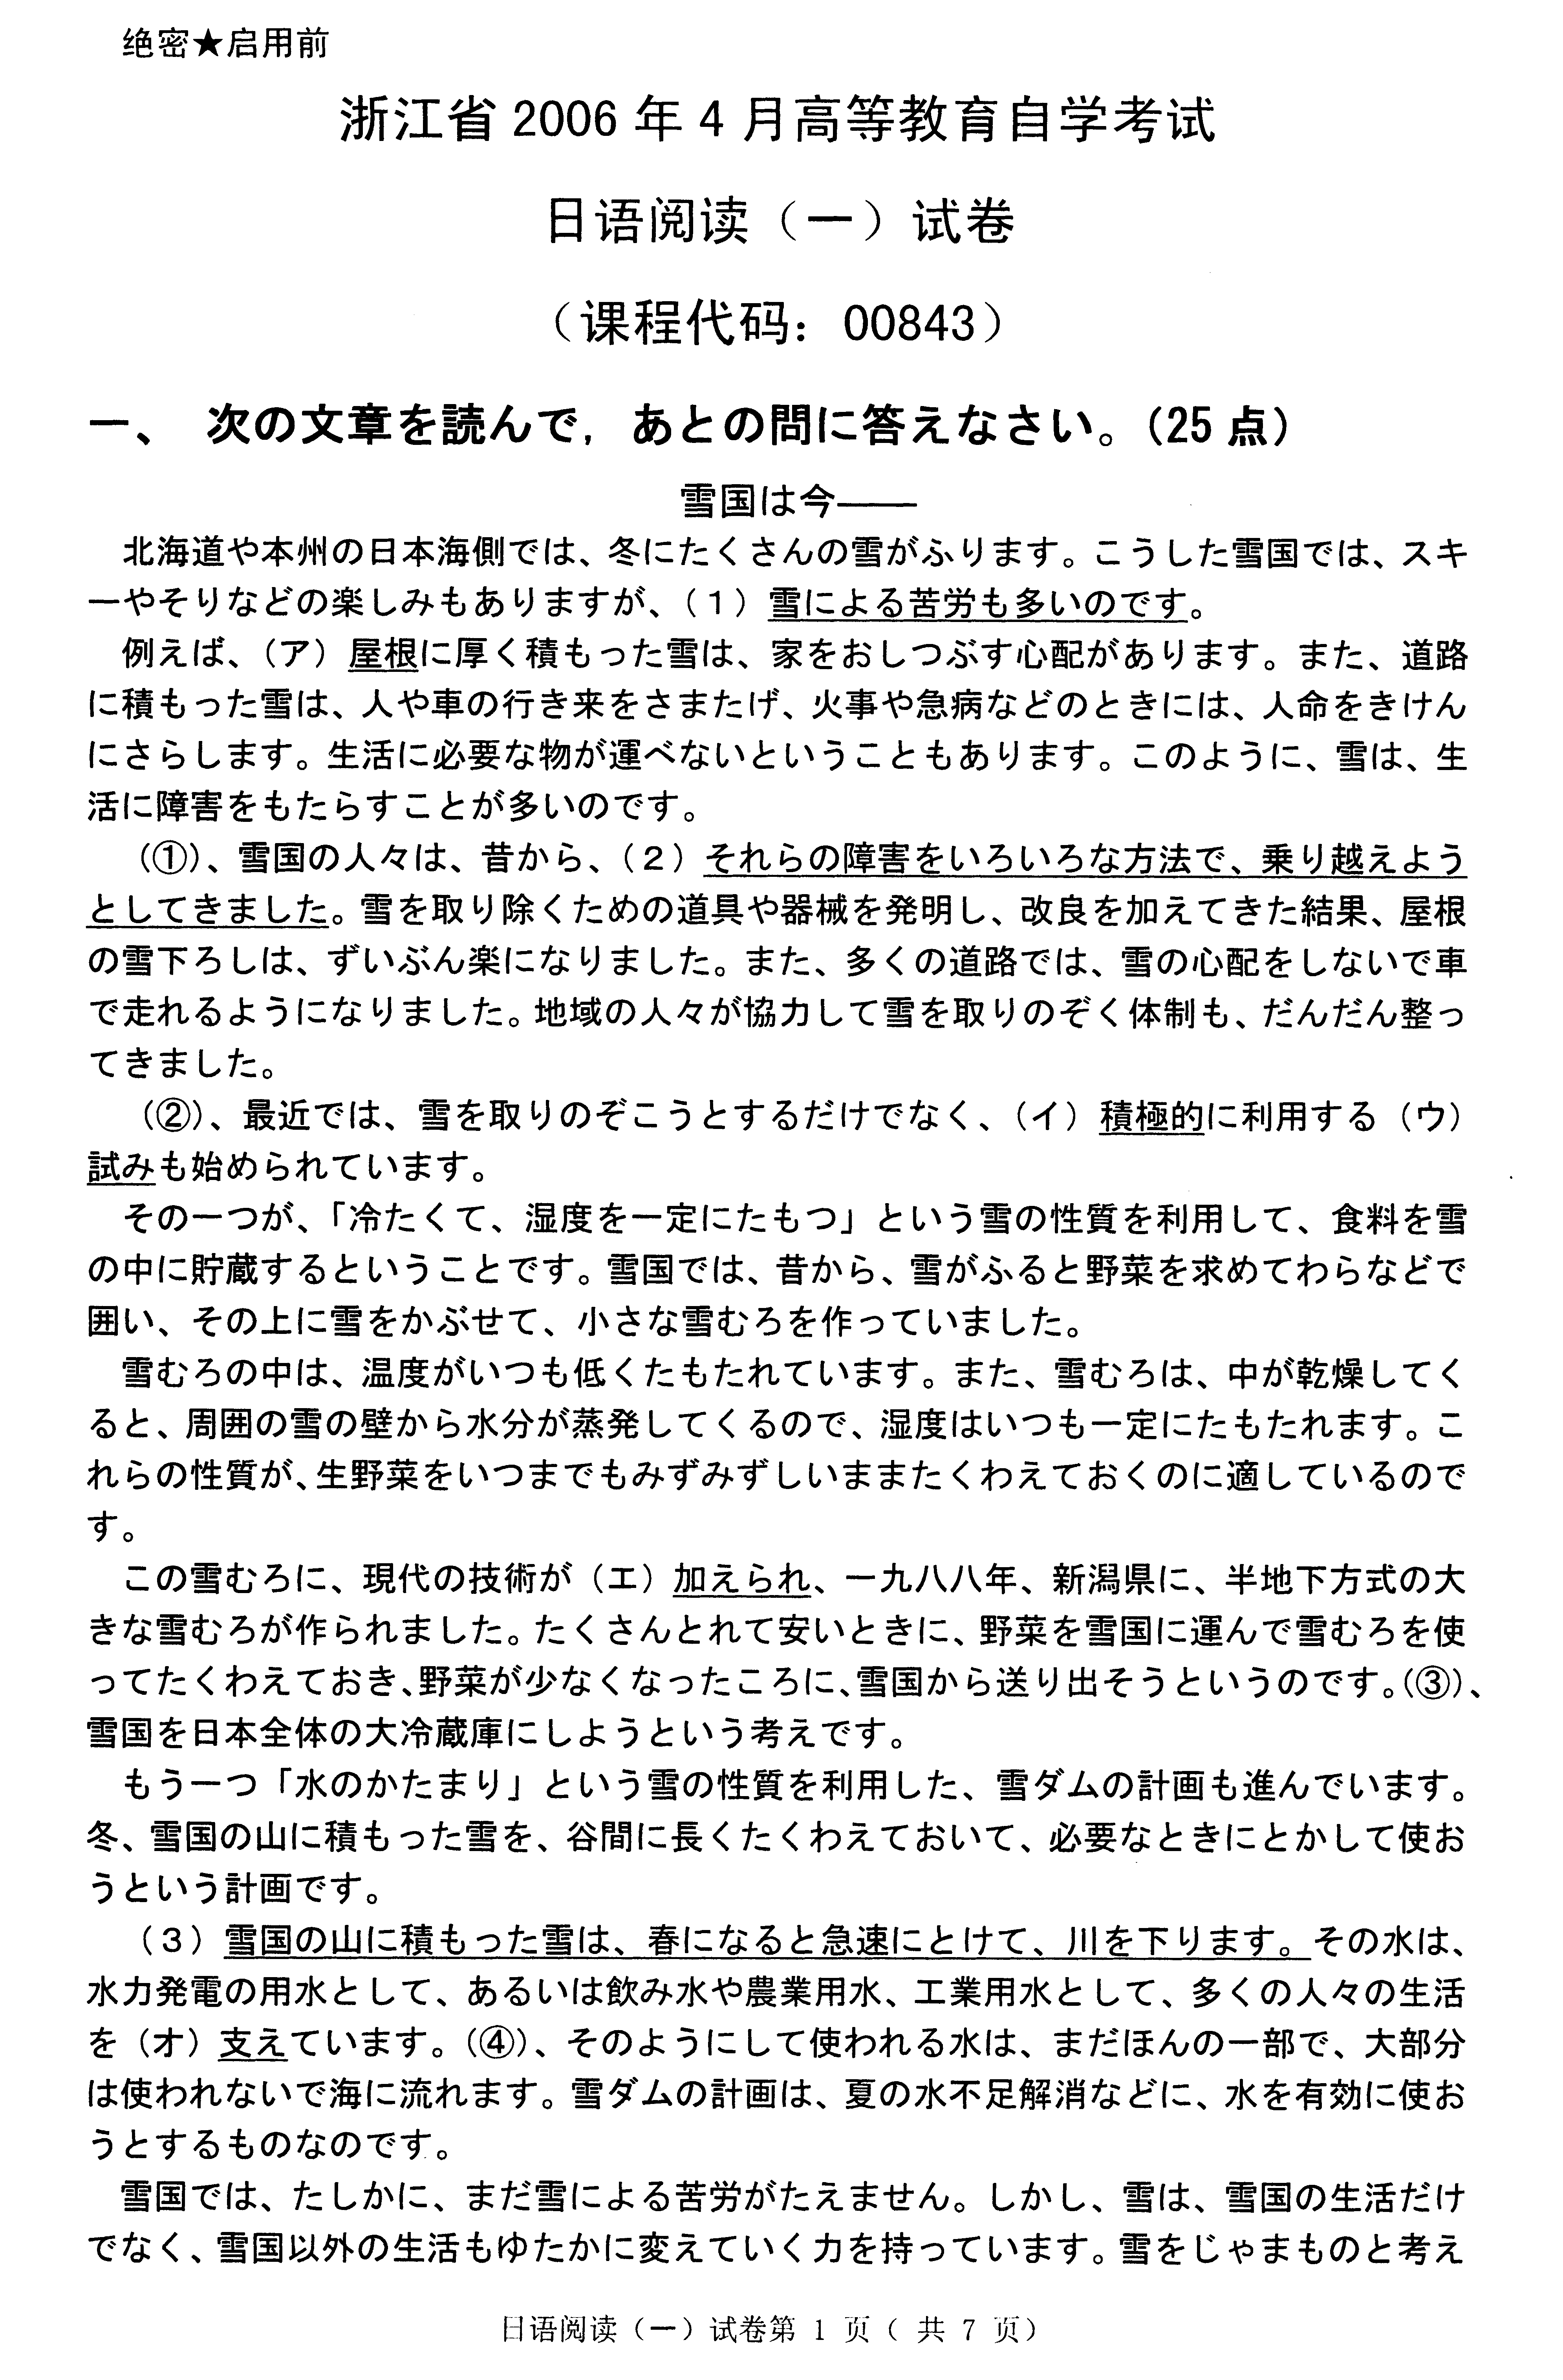 绝密★启用前
浙江省 2006 年 4 月高等教育自学考试
日语阅读（一）试卷
（课程代码：00843）
一、 次の文章を読んで，あとの問に答えなさい。（25 点）
雪国は今——
北海道や本州の日本海側では、冬にたくさんの雪がふります。こうした雪国では、スキ
ーやそりなどの楽しみもありますが、（１）雪による苦労も多いのです。
例えば、（ア）屋根に厚く積もった雪は、家をおしつぶす心配があります。また、道路
に積もった雪は、人や車の行き来をさまたげ、火事や急病などのときには、人命をきけん
にさらします。生活に必要な物が運べないということもあります。このように、雪は、生
活に障害をもたらすことが多いのです。
（①）、雪国の人々は、昔から、（２）それらの障害をいろいろな方法で、乗り越えよう
としてきました。雪を取り除くための道具や器械を発明し、改良を加えてきた結果、屋根
の雪下ろしは、ずいぶん楽になりました。また、多くの道路では、雪の心配をしないで車
で走れるようになりました。地域の人々が協力して雪を取りのぞく体制も、だんだん整っ
てきました。
（②）、最近では、雪を取りのぞこうとするだけでなく、（イ）積極的に利用する（ウ）
試みも始められています。
その一つが、「冷たくて、湿度を一定にたもつ」という雪の性質を利用して、食料を雪
の中に貯蔵するということです。雪国では、昔から、雪がふると野菜を求めてわらなどで
囲い、その上に雪をかぶせて、小さな雪むろを作っていました。
雪むろの中は、温度がいつも低くたもたれています。また、雪むろは、中が乾燥してく
ると、周囲の雪の壁から水分が蒸発してくるので、湿度はいつも一定にたもたれます。こ
れらの性質が、生野菜をいつまでもみずみずしいままたくわえておくのに適しているので
す。
この雪むろに、現代の技術が（エ）加えられ、一九八八年、新潟県に、半地下方式の大
きな雪むろが作られました。たくさんとれて安いときに、野菜を雪国に運んで雪むろを使
ってたくわえておき、野菜が少なくなったころに、雪国から送り出そうというのです。（③）、
雪国を日本全体の大冷蔵庫にしようという考えです。
もう一つ「水のかたまり」という雪の性質を利用した、雪ダムの計画も進んでいます。
冬、雪国の山に積もった雪を、谷間に長くたくわえておいて、必要なときにとかして使お
うという計画です。
（３）雪国の山に積もった雪は、春になると急速にとけて、川を下ります。その水は、
水力発電の用水として、あるいは飲み水や農業用水、工業用水として、多くの人々の生活
を（オ）支えています。（④）、そのようにして使われる水は、まだほんの一部で、大部分
は使われないで海に流れます。雪ダムの計画は、夏の水不足解消などに、水を有効に使お
うとするものなのです。
雪国では、たしかに、まだ雪による苦労がたえません。しかし、雪は、雪国の生活だけ
でなく、雪国以外の生活もゆたかに変えていく力を持っています。雪をじゃまものと考え
日语阅读（一）试卷第 1 页（ 共 7 页）